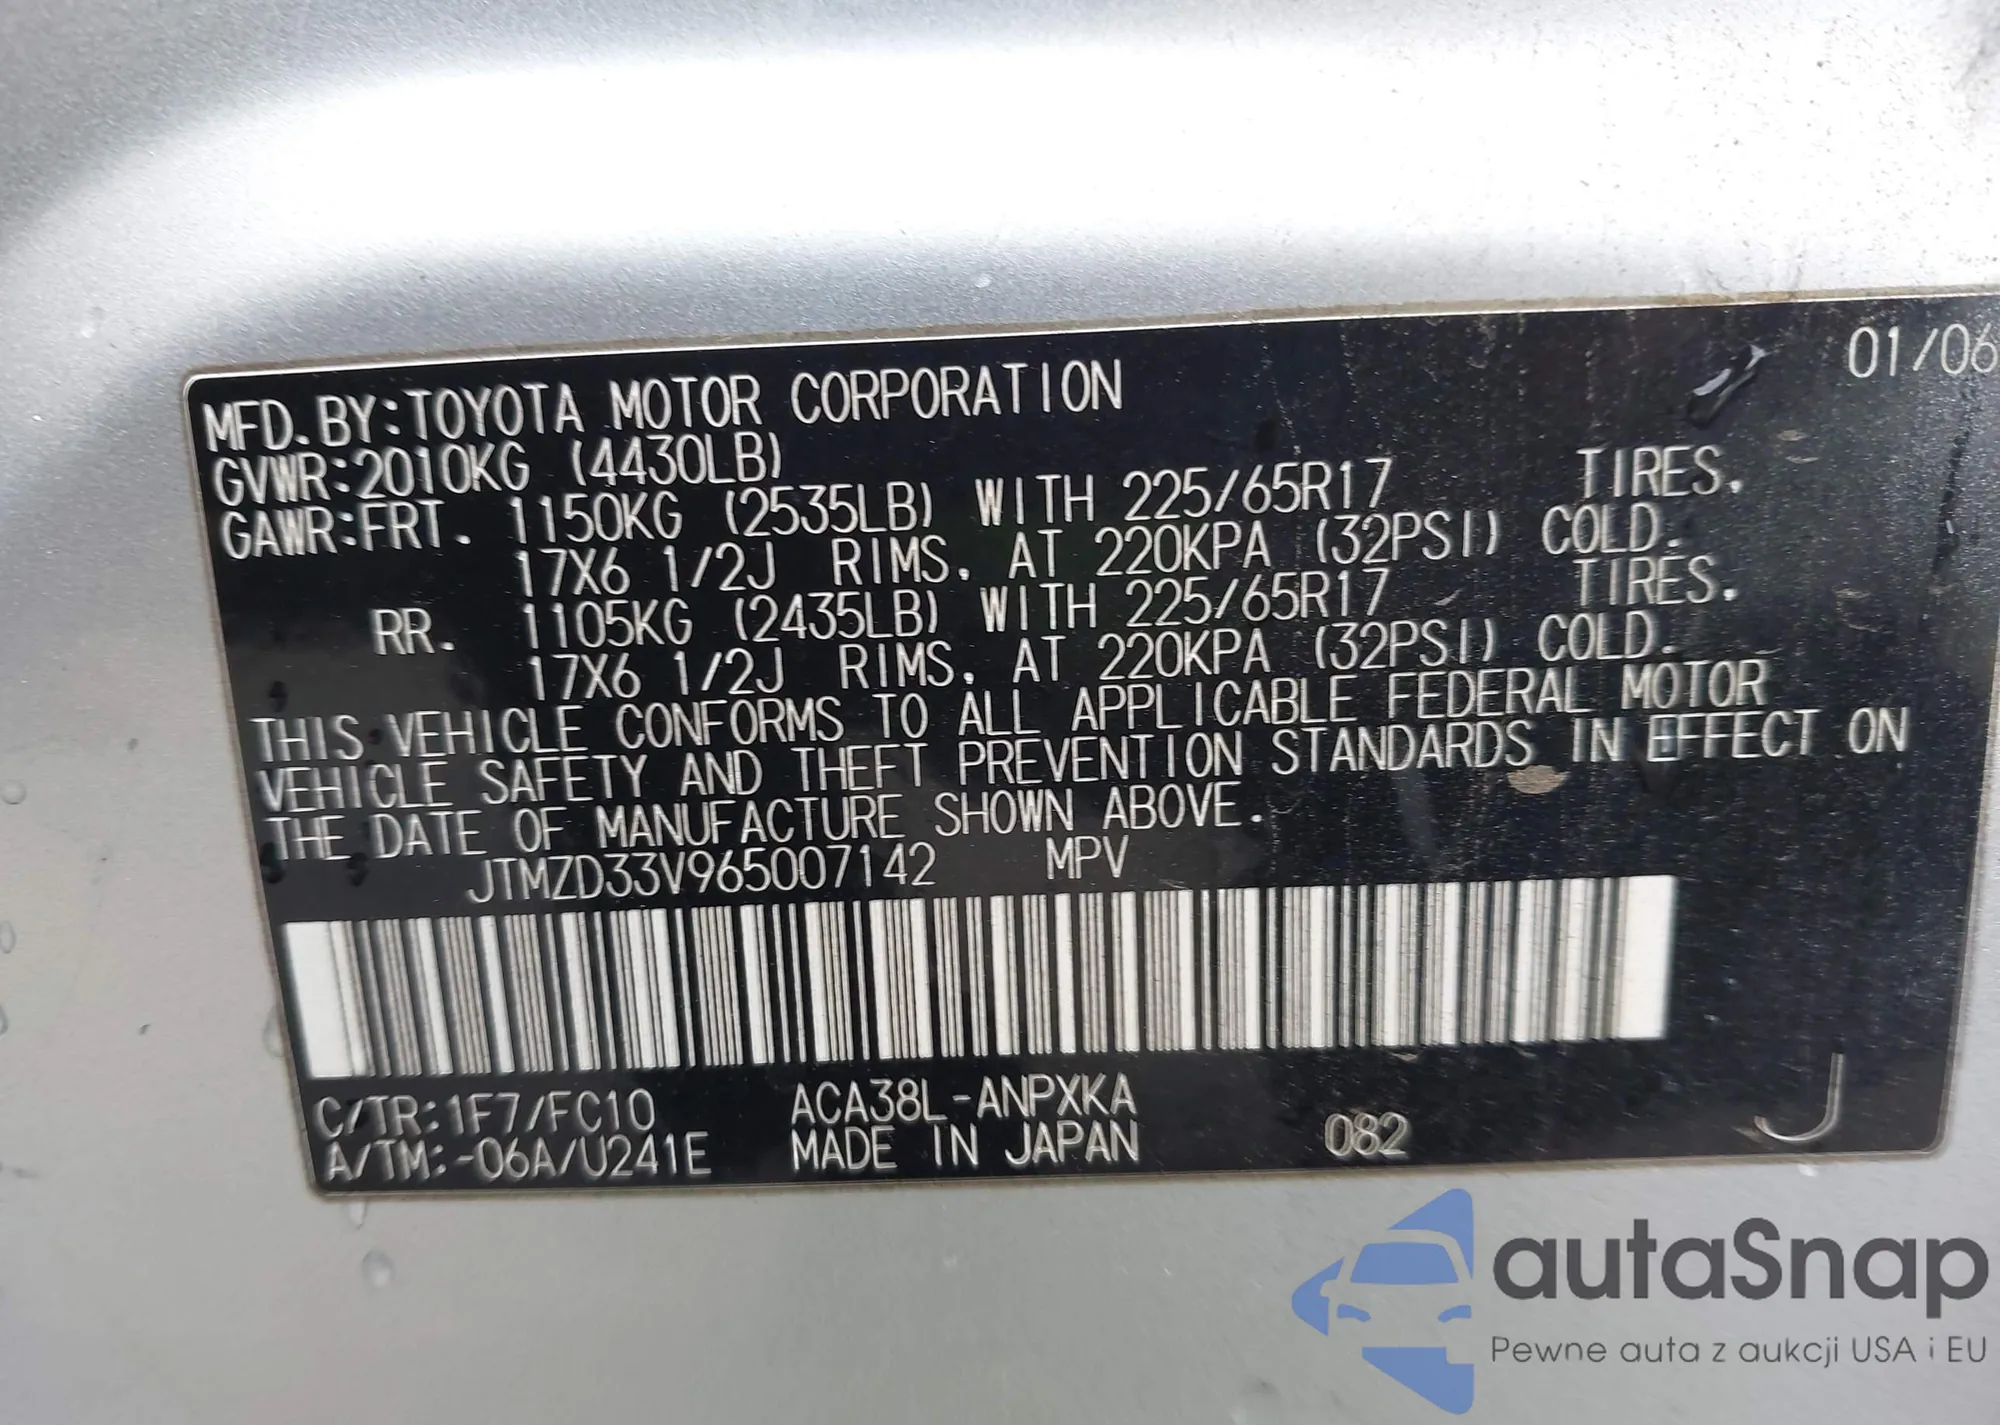 01/06
MFD. BY:TOYOTA MOTOR CORPORATION
GVWR:2010KG (4430LB)
GAWR:FRT. 1150KG (2535LB) WITH 225/65R17 TIRES.
17X6 1/2J RIMS. AT 220KPA (32PSI) COLD.
RR. 1105KG (2435LB) WITH 225/65R17 TIRES.
17X6 1/2J RIMS. AT 220KPA (32PSI) COLD.
THIS VEHICLE CONFORMS TO ALL APPLICABLE FEDERAL MOTOR
VEHICLE SAFETY AND THEFT PREVENTION STANDARDS IN EFFECT ON
THE DATE OF MANUFACTURE SHOWN ABOVE.
JTMZD33V965007142 MPV
C/TR:1F7/FC10 ACA38L-ANPXKA
A/TM:-06A/U241E MADE IN JAPAN 082 J
autaSnap
Pewne auta z aukcji USA i EU